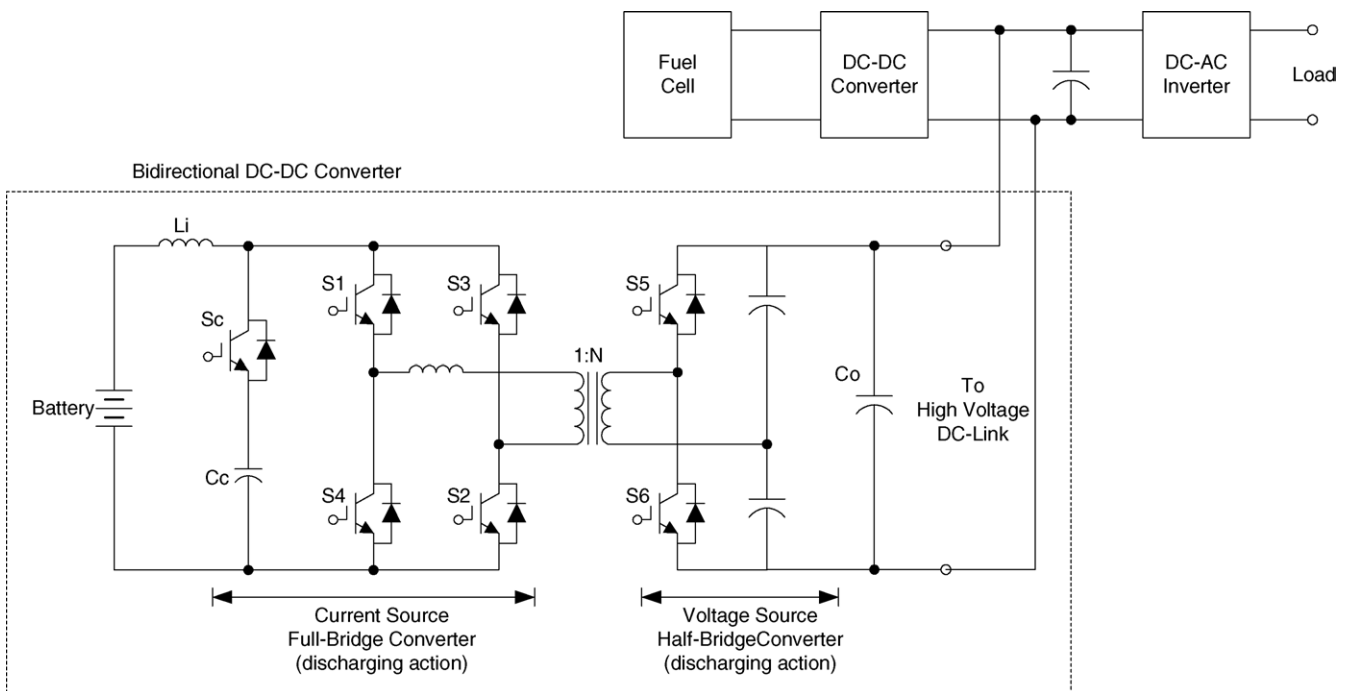 Fuel
Cell
DC-DC
Converter
DC-AC
Inverter
Load
Bidirectional DC-DC Converter
Li
S1
S3
S5
Sc
1:N
Battery
Co
To
High Voltage
DC-Link
Cc
S4
S2
S6
Current Source
Full-Bridge Converter
(discharging action)
Voltage Source
Half-BridgeConverter
(discharging action)